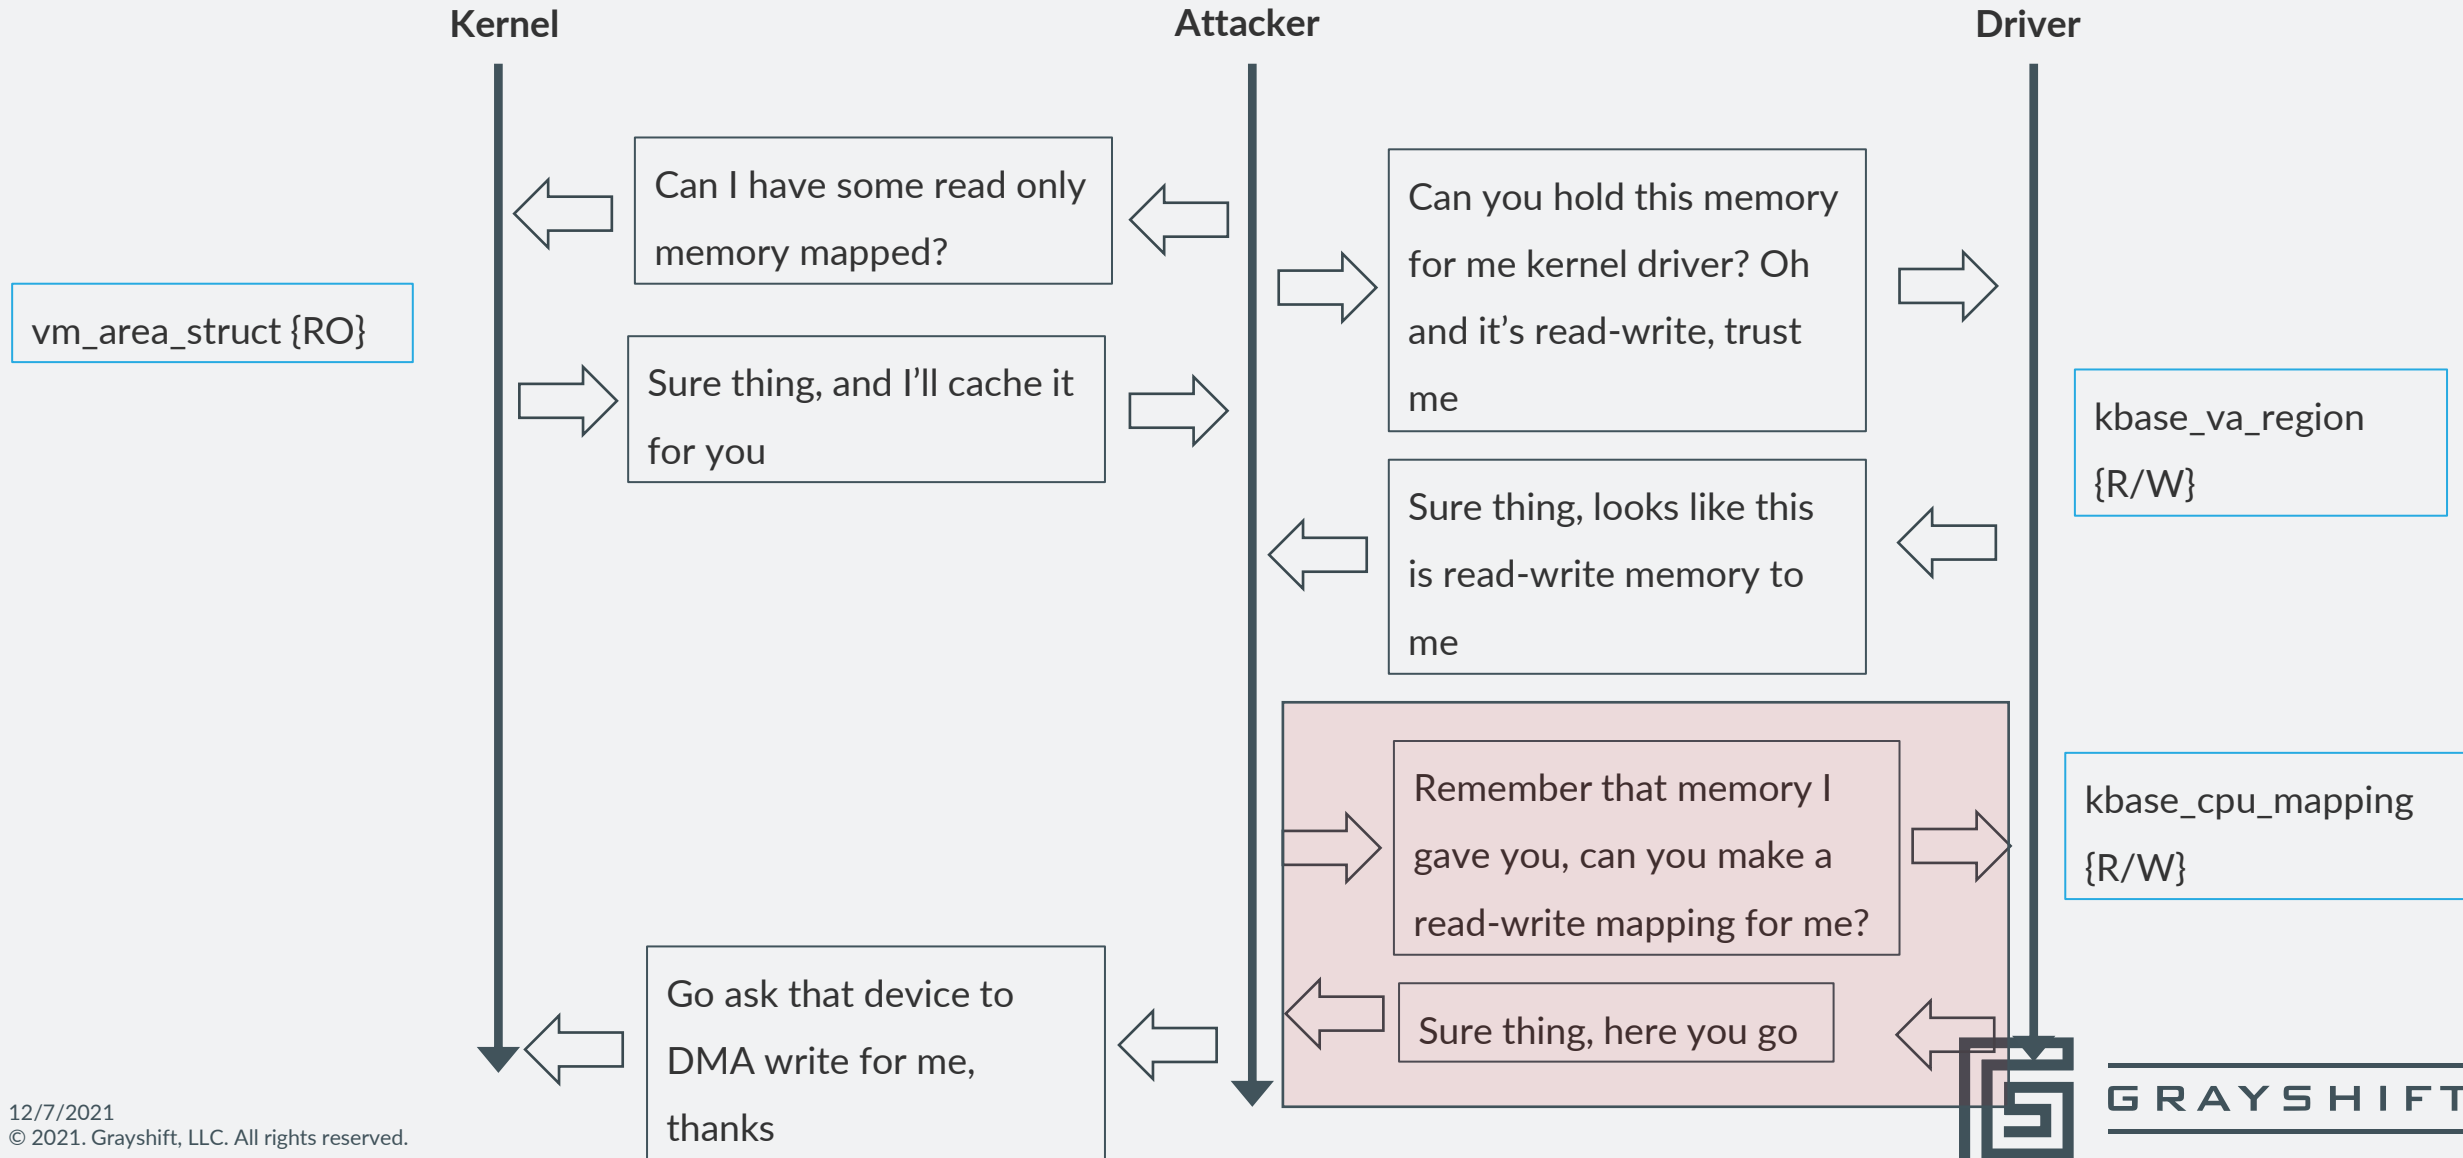 Kernel
Attacker
Driver
Can I have some read only
memory mapped?
Can you hold this memory
for me kernel driver? Oh
and it’s read-write, trust
me
vm_area_struct {RO}
Sure thing, and I’ll cache it
for you
kbase_va_region
{R/W}
Sure thing, looks like this
is read-write memory to
me
Remember that memory I
gave you, can you make a
read-write mapping for me?
kbase_cpu_mapping
{R/W}
Sure thing, here you go
Go ask that device to
DMA write for me,
thanks
12/7/2021
© 2021. Grayshift, LLC. All rights reserved.
GRAYSHIFT